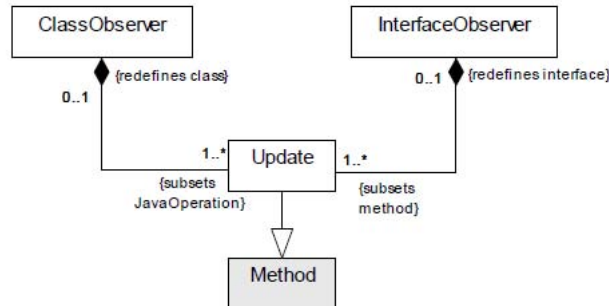 ClassObserver
InterfaceObserver
{redefines class}
{redefines interface}
0..1
0..1
1..*
Update
1..*
{subsets
JavaOperation}
{subsets
method}
Method